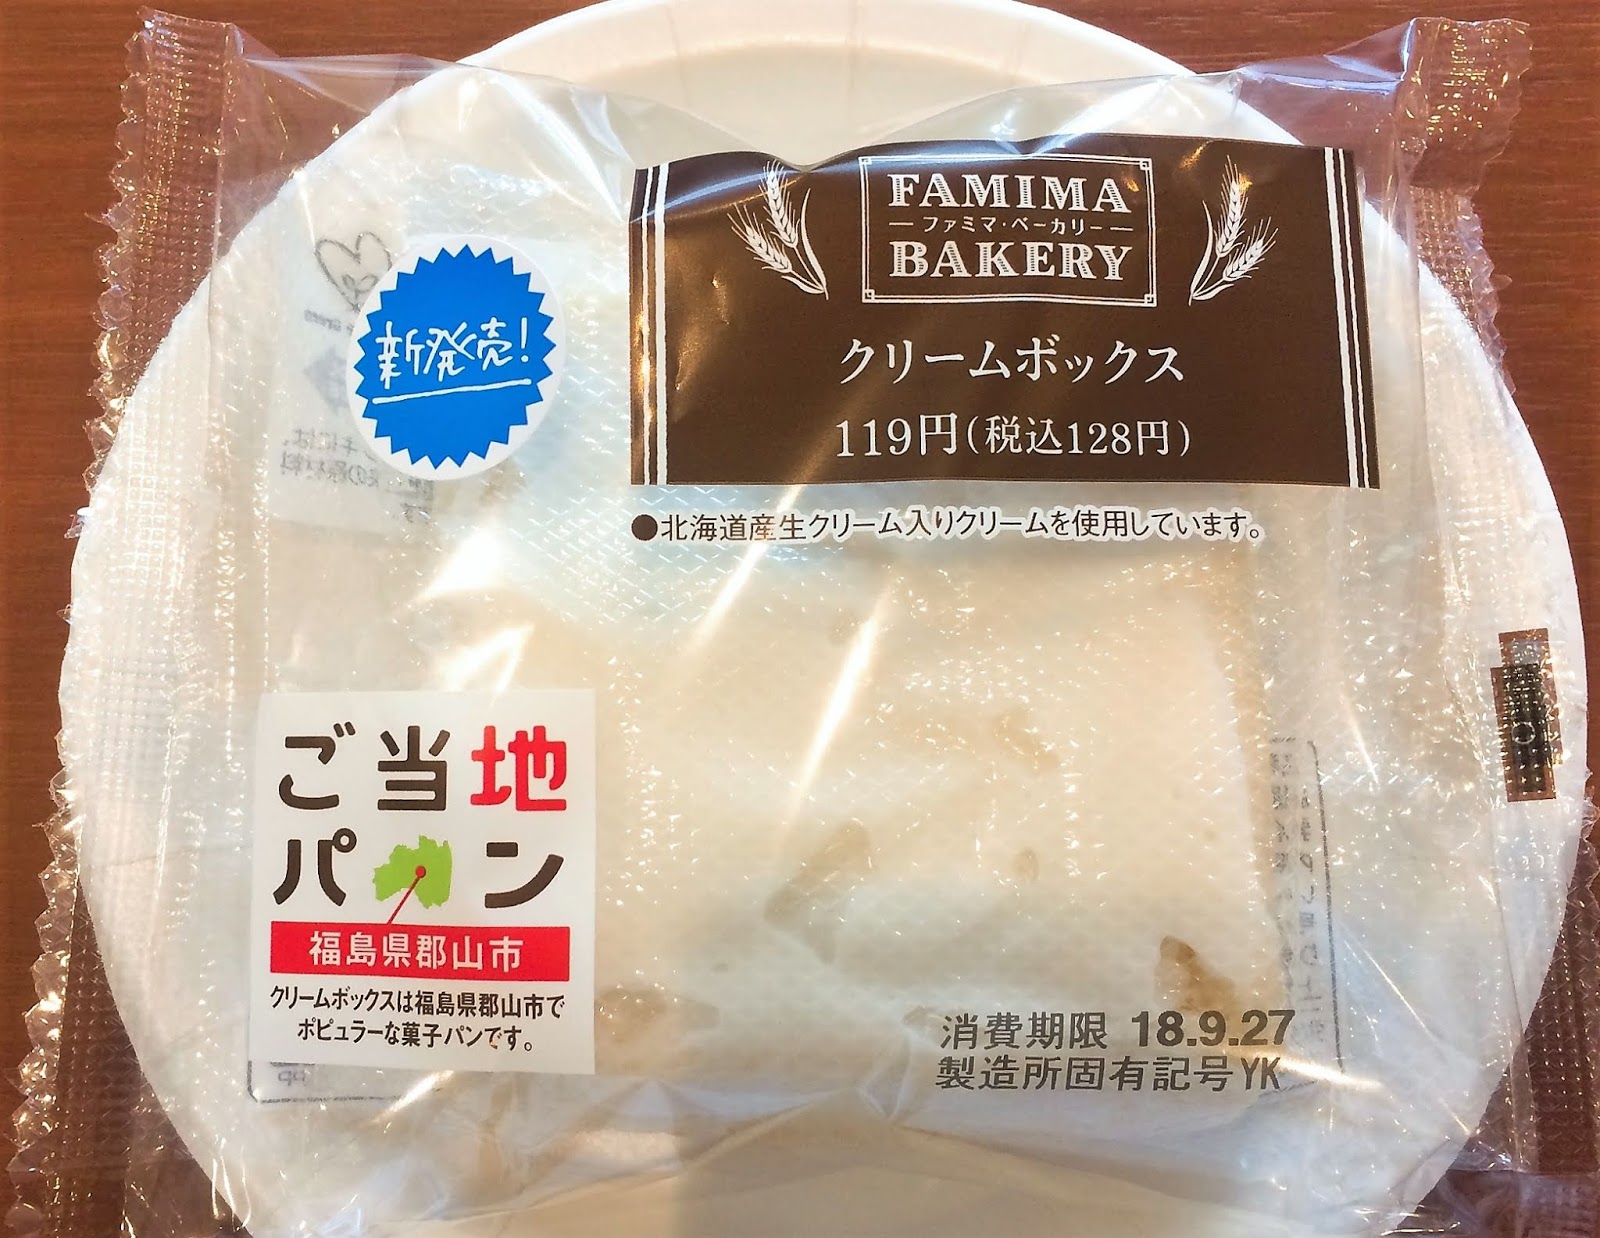 FAMIMA
ファミマ・ベーカリー
BAKERY
クリームボックス
119円(税込128円)
●北海道産生クリーム入りクリームを使用しています。
新発売!
ご当地
パン
福島県郡山市
クリームボックスは福島県郡山市で
ポピュラーな菓子パンです。
消費期限 18.9.27
製造所固有記号YK